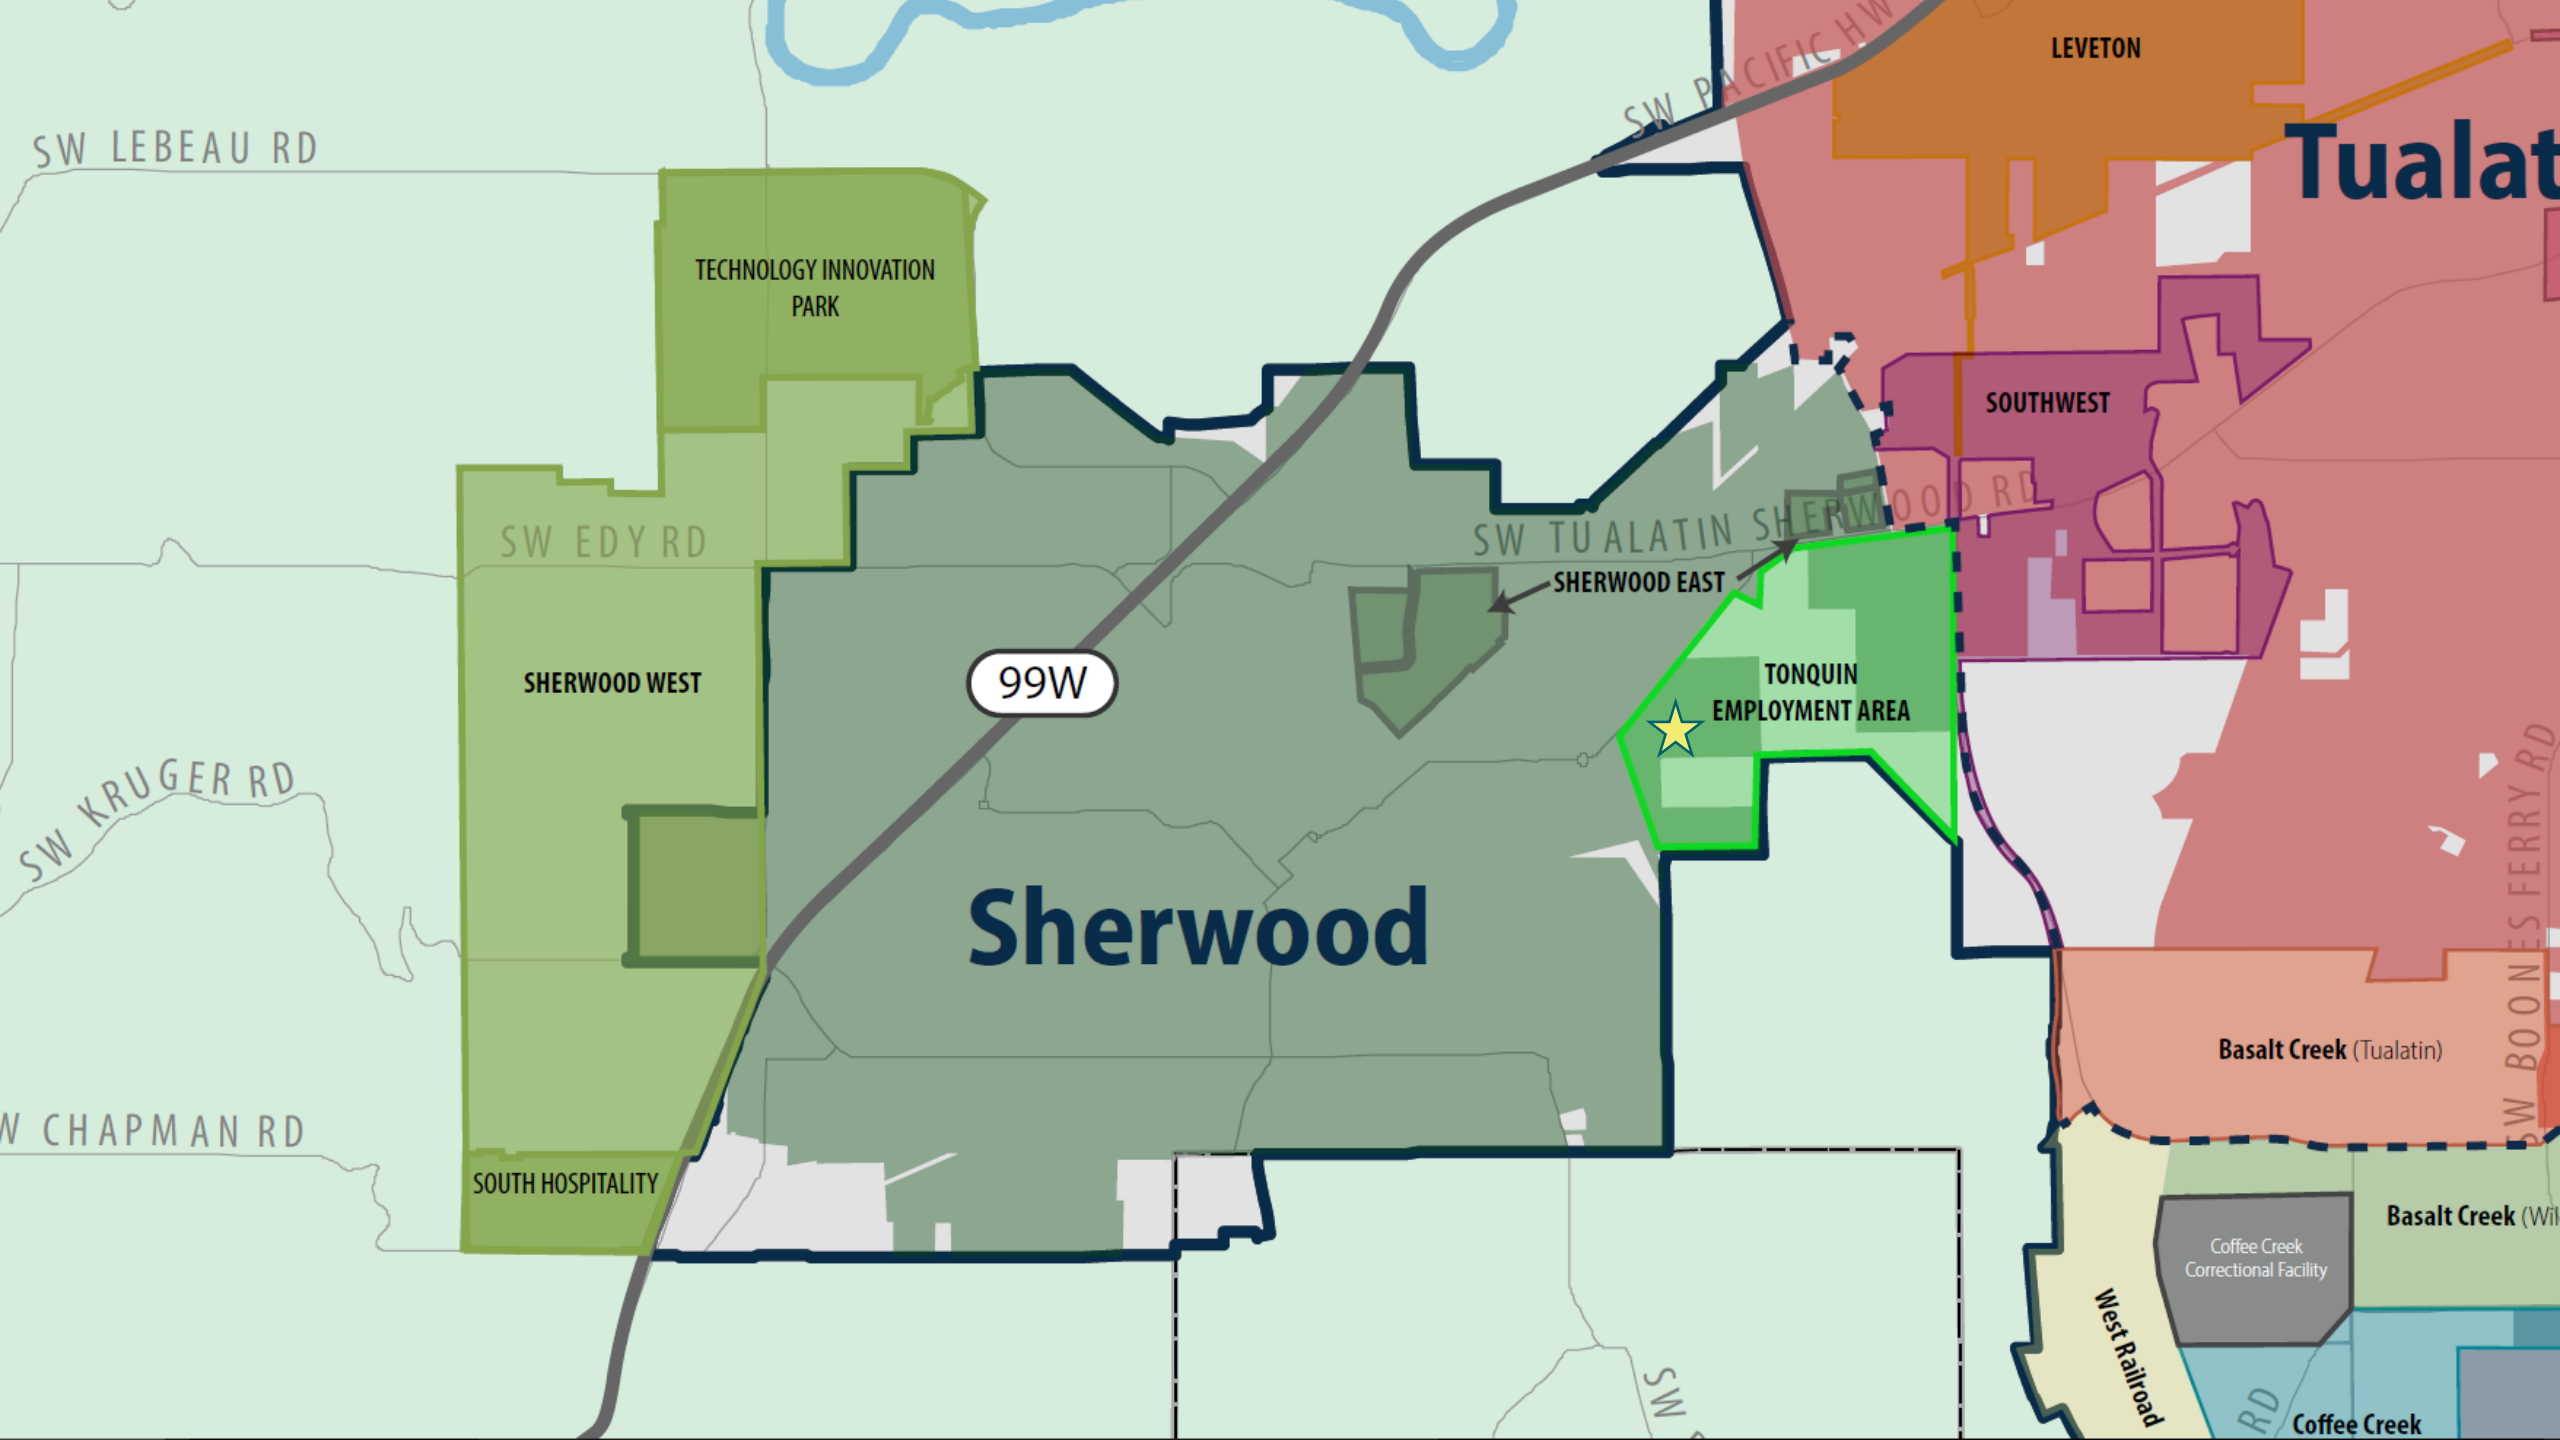 LEVETON
SW PACIFIC HW
SW LEBEAU RD
Tualat
TECHNOLOGY INNOVATION
PARK
SOUTHWEST
SW EDY RD
SW TUALATIN SHERWOOD RD
SHERWOOD EAST
SHERWOOD WEST
99W
TONQUIN
EMPLOYMENT AREA
SW KRUGER RD
SW BOONES FERRY RD
Sherwood
Basalt Creek (Tualatin)
W CHAPMAN RD
SOUTH HOSPITALITY
Basalt Creek (Wil
Coffee Creek
Correctional Facility
West Railroad
SW
RD
Coffee Creek